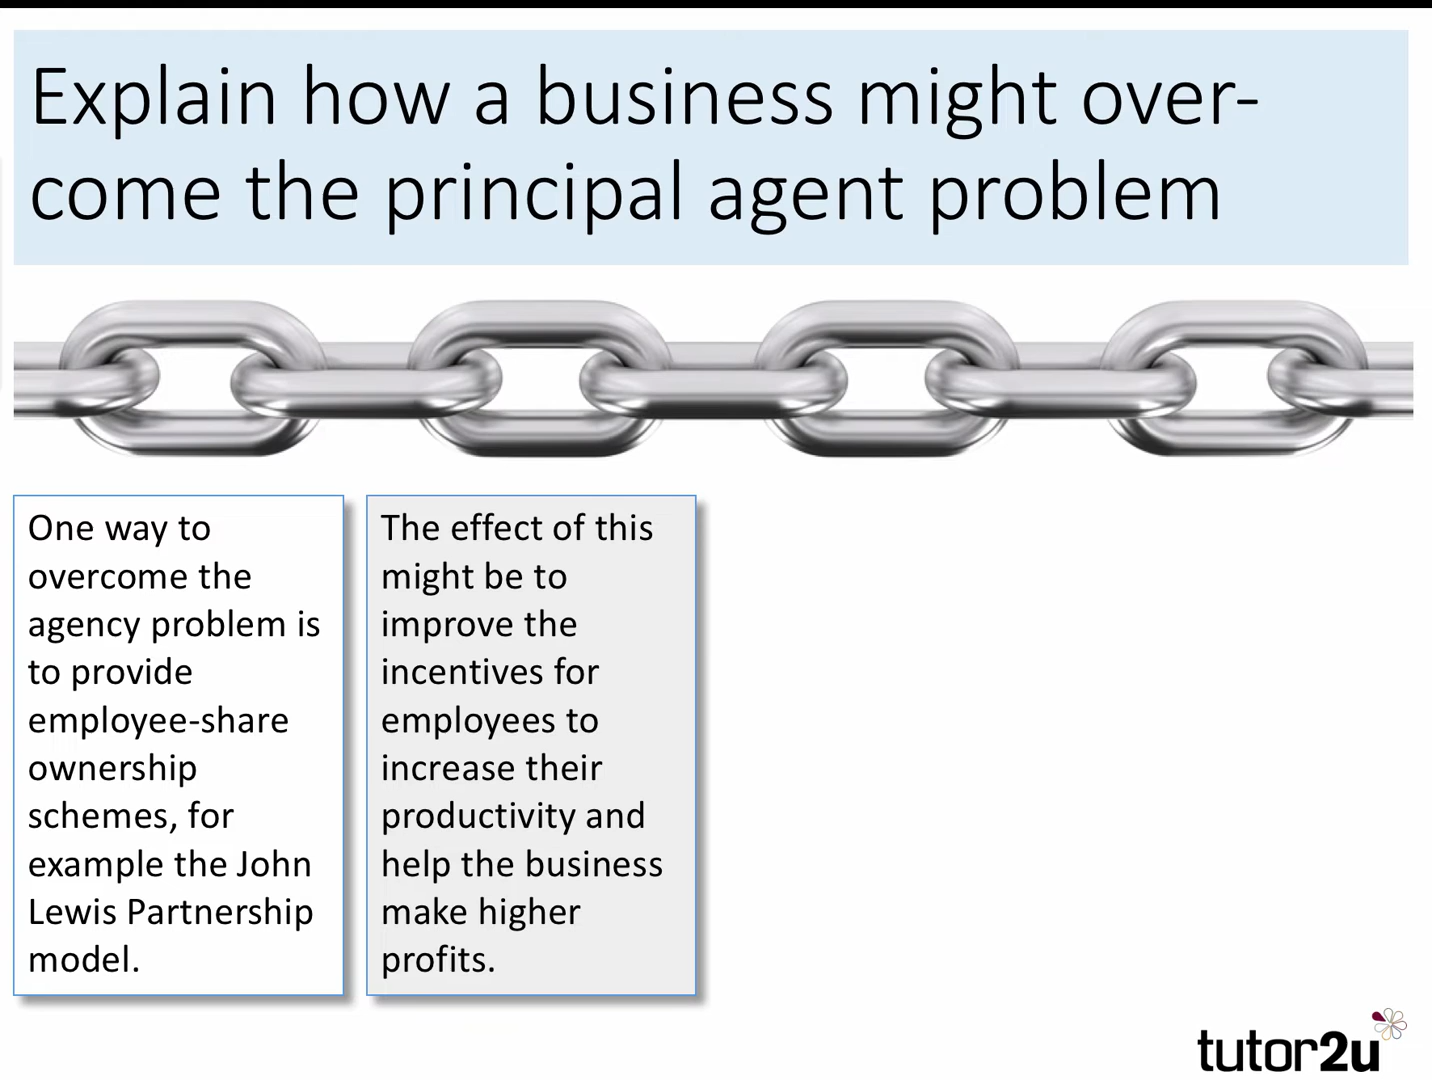 Explain how a business might over-
come the principal agent problem
One way to
overcome the
agency problem is
to provide
employee-share
ownership
schemes, for
example the John
Lewis Partnership
model.
The effect of this
might be to
improve the
incentives for
employees to
increase their
productivity and
help the business
make higher
profits.
tutor2u